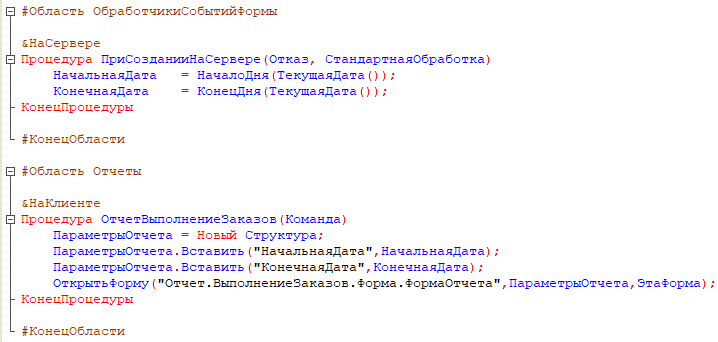 #Область ОбработчикиСобытийФормы
&НаСервере
Процедура ПриСозданииНаСервере(Отказ, СтандартнаяОбработка)
НачальнаяДата   = НачалоДня(ТекущаяДата());
КонечнаяДата    = КонецДня(ТекущаяДата());
КонецПроцедуры
#КонецОбласти
#Область Отчеты
&НаКлиенте
Процедура ОтчетВыполнениеЗаказов(Команда)
ПараметрыОтчета = Новый Структура;
ПараметрыОтчета.Вставить("НачальнаяДата",НачальнаяДата);
ПараметрыОтчета.Вставить("КонечнаяДата",КонечнаяДата);
ОткрытьФорму("Отчет.ВыполнениеЗаказов.Форма.ФормаОтчета",ПараметрыОтчета,ЭтаФорма);
КонецПроцедуры
#КонецОбласти